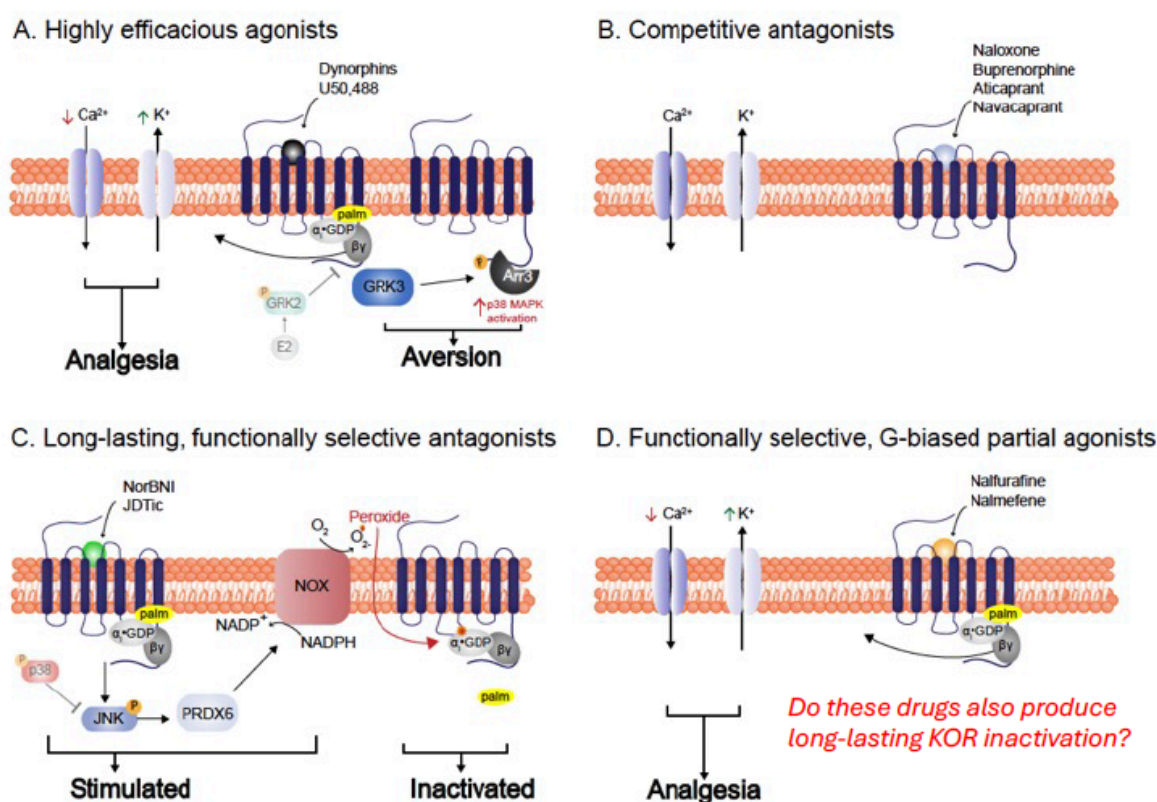 A. Highly efficacious agonists
Dynorphins
U50,488
↓ Ca²⁺
↑ K⁺
palm
αᵢ•GDP
βγ
P
GRK2
E2
GRK3
P
Arr3
↑p38 MAPK
activation
Analgesia
Aversion
B. Competitive antagonists
Naloxone
Buprenorphine
Aticaprant
Navacaprant
Ca²⁺
K⁺
C. Long-lasting, functionally selective antagonists
NorBNI
JDTic
O₂
O₂-
Peroxide
NOX
palm
αᵢ•GDP
βγ
NADP⁺
NADPH
P
p38
JNK
P
PRDX6
αᵢ•GDP
βγ
palm
Stimulated
Inactivated
D. Functionally selective, G-biased partial agonists
Nalfurafine
Nalmefene
↓ Ca²⁺
↑ K⁺
palm
αᵢ•GDP
βγ
Do these drugs also produce
long-lasting KOR inactivation?
Analgesia